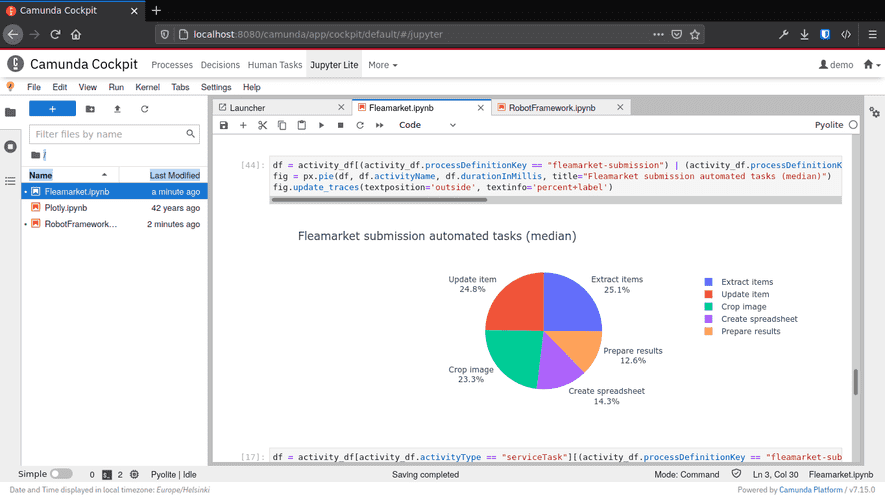 Camunda Cockpit
localhost:8080/camunda/app/cockpit/default/#/jupyter
Camunda Cockpit Processes Decisions Human Tasks Jupyter Lite More demo
File Edit View Run Kernel Tabs Settings Help
Launcher Fleamarket.ipynb RobotFramework.ipynb
Code Pyolite
Filter files by name
/
Name Last Modified
Fleamarket.ipynb a minute ago
Plotly.ipynb 42 years ago
RobotFramework... 2 minutes ago
[44]: df = activity_df[(activity_df.processDefinitionKey == "fleamarket-submission") | (activity_df.processDefinitionK
fig = px.pie(df, df.activityName, df.durationInMillis, title="Fleamarket submission automated tasks (median)")
fig.update_traces(textposition='outside', textinfo='percent+label')
Fleamarket submission automated tasks (median)
Update item
24.8%
Extract items
25.1%
Prepare results
12.6%
Crop image
23.3%
Create spreadsheet
14.3%
Extract items
Update item
Crop image
Create spreadsheet
Prepare results
[17]: df = activity_df[activity_df.activityType == "serviceTask"][(activity_df.processDefinitionKey == "fleamarket-sub
Simple 0 2 Pyolite | Idle Saving completed Mode: Command Ln 3, Col 30 Fleamarket.ipynb
Date and Time displayed in local timezone: Europe/Helsinki Powered by Camunda Platform / v7.15.0